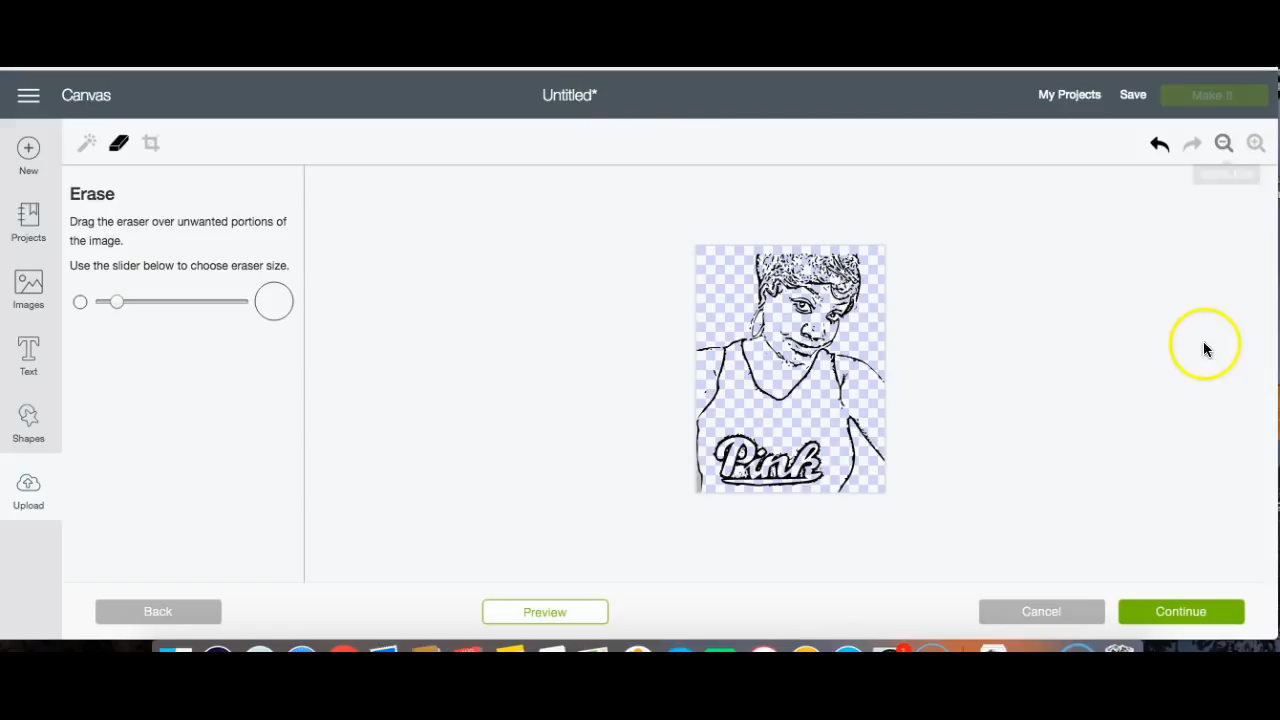 Canvas
Untitled*
My Projects
Save
Make It
New
Projects
Images
Text
Shapes
Upload
Erase
Drag the eraser over unwanted portions of
the image.
Use the slider below to choose eraser size.
Pink
Back
Preview
Cancel
Continue